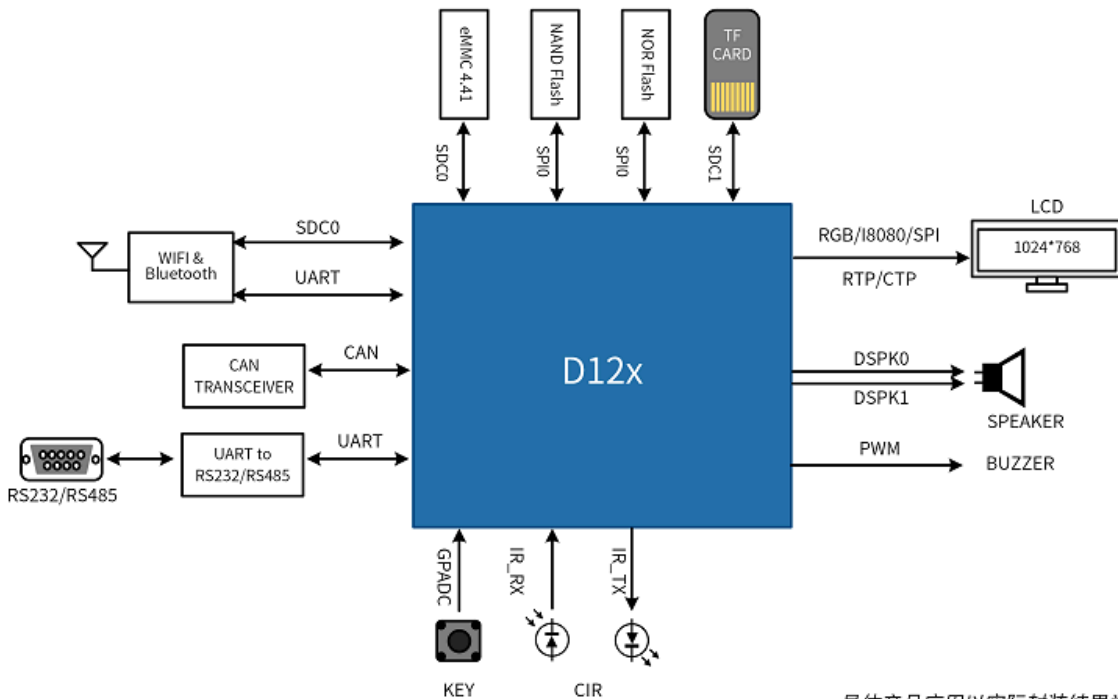 eMMC 4.41
NAND Flash
NOR Flash
TF
CARD
SDC0
SPI0
SPI0
SDC1
LCD
1024*768
RGB/I8080/SPI
RTP/CTP
WIFI &
Bluetooth
SDC0
UART
D12x
CAN
TRANSCEIVER
CAN
DSPK0
DSPK1
SPEAKER
UART to
RS232/RS485
UART
RS232/RS485
PWM
BUZZER
GPADC
IR_RX
IR_TX
KEY
CIR